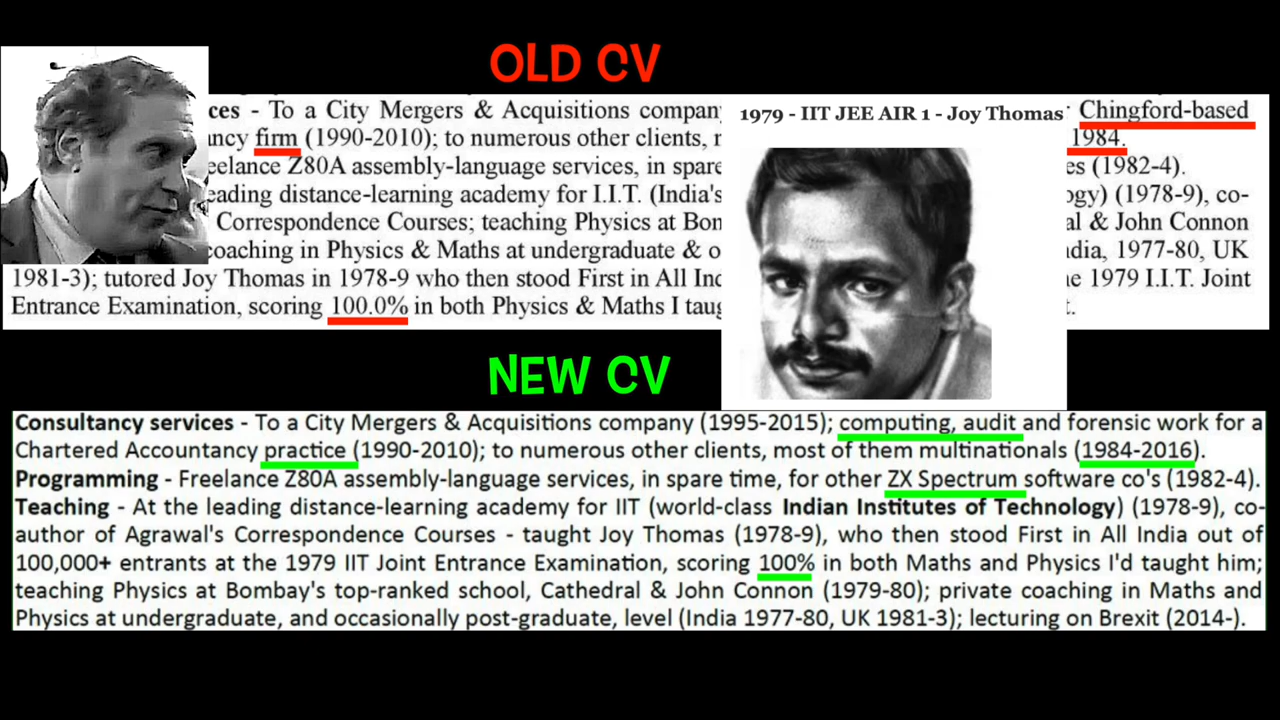 OLD CV
ces - To a City Mergers & Acquisitions company
Chingford-based
ncy firm (1990-2010); to numerous other clients,
1984.
eelance Z80A assembly-language services, in spare
es (1982-4).
eading distance-learning academy for I.I.T. (India's
ogy) (1978-9), co-
Correspondence Courses; teaching Physics at Bom
al & John Connon
coaching in Physics & Maths at undergraduate & o
dia, 1977-80, UK
1981-3); tutored Joy Thomas in 1978-9 who then stood First in All Ind
e 1979 I.I.T. Joint
Entrance Examination, scoring 100.0% in both Physics & Maths I taug
t.
1979 - IIT JEE AIR 1 - Joy Thomas
NEW CV
Consultancy services - To a City Mergers & Acquisitions company (1995-2015); computing, audit and forensic work for a
Chartered Accountancy practice (1990-2010); to numerous other clients, most of them multinationals (1984-2016).
Programming - Freelance Z80A assembly-language services, in spare time, for other ZX Spectrum software co's (1982-4).
Teaching - At the leading distance-learning academy for IIT (world-class Indian Institutes of Technology) (1978-9), co-
author of Agrawal's Correspondence Courses - taught Joy Thomas (1978-9), who then stood First in All India out of
100,000+ entrants at the 1979 IIT Joint Entrance Examination, scoring 100% in both Maths and Physics I'd taught him;
teaching Physics at Bombay's top-ranked school, Cathedral & John Connon (1979-80); private coaching in Maths and
Physics at undergraduate, and occasionally post-graduate, level (India 1977-80, UK 1981-3); lecturing on Brexit (2014-).